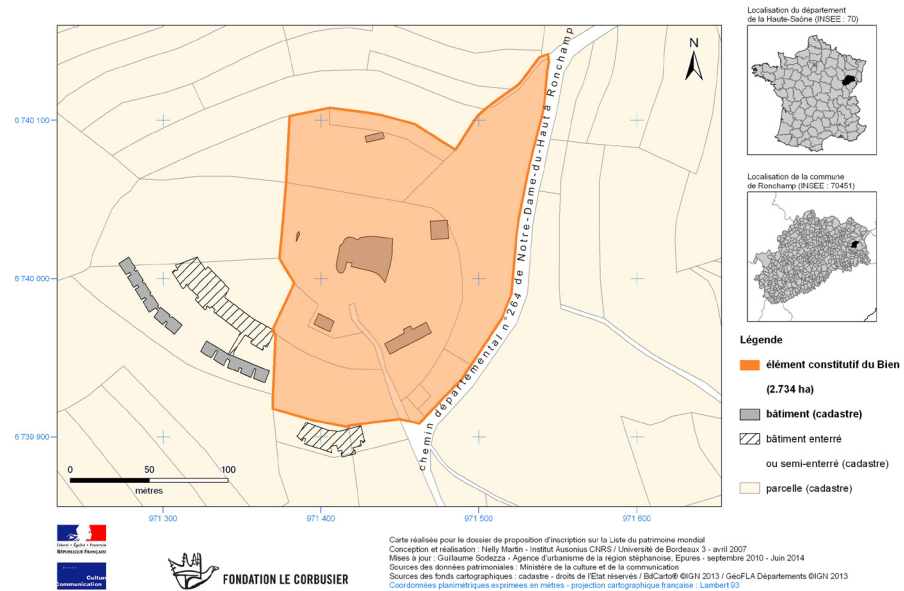 Localisation du département
de la Haute-Saône (INSEE : 70)
N
6 740 100
6 740 000
6 739 900
chemin départemental n°264 de Notre-Dame-du-Haut à Ronchamp
Localisation de la commune
de Ronchamp (INSEE : 70451)
Légende
élément constitutif du Bien
(2.734 ha)
bâtiment (cadastre)
bâtiment enterré
ou semi-enterré (cadastre)
parcelle (cadastre)
0 50 100
mètres
971 300 971 400 971 500 971 600
Liberté • Égalité • Fraternité
RÉPUBLIQUE FRANÇAISE
Culture
Communication
FONDATION LE CORBUSIER
Carte réalisée pour le dossier de proposition d'inscription sur la Liste du patrimoine mondial
Conception et réalisation : Nelly Martin - Institut Ausonius CNRS / Université de Bordeaux 3 - avril 2007
Mises à jour : Guillaume Sodezza - Agence d'urbanisme de la région stéphanoise, Epures - septembre 2010 - Juin 2014
Sources des données patrimoniales : Ministère de la culture et de la communication
Sources des fonds cartographiques : cadastre - droits de l'Etat réservés / BdCarto® ©IGN 2013 / GéoFLA Départements ©IGN 2013
Coordonnées planimétriques exprimées en mètres - projection cartographique française : Lambert 93